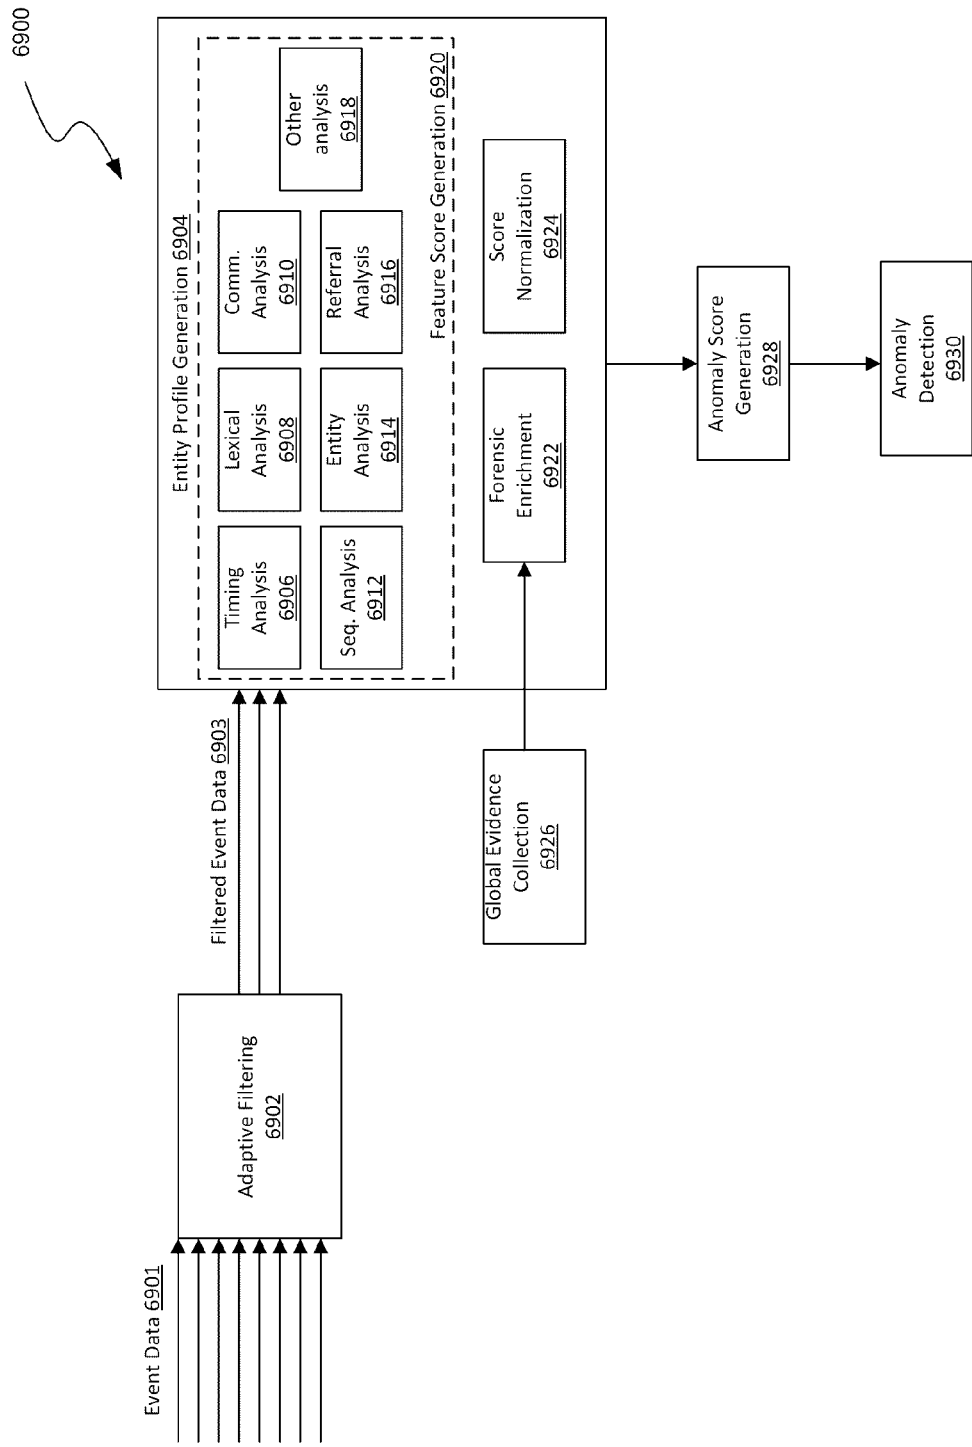 6900
Event Data 6901
Adaptive Filtering
6902
Filtered Event Data 6903
Entity Profile Generation 6904
Timing
Analysis
6906
Lexical
Analysis
6908
Comm.
Analysis
6910
Seq. Analysis
6912
Entity
Analysis
6914
Referral
Analysis
6916
Other
analysis
6918
Feature Score Generation 6920
Global Evidence
Collection
6926
Forensic
Enrichment
6922
Score
Normalization
6924
Anomaly Score
Generation
6928
Anomaly
Detection
6930